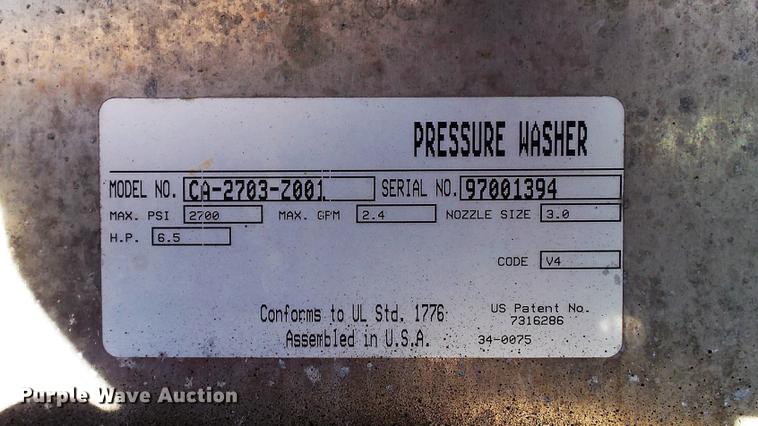 PRESSURE WASHER
MODEL NO. CA-2703-Z001 SERIAL NO. 97001394
MAX. PSI 2700 MAX. GPM 2.4 NOZZLE SIZE 3.0
H.P. 6.5
CODE V4
Conforms to UL Std. 1776
Assembled in U.S.A.
US Patent No.
7316286
34-0075
Purple Wave Auction